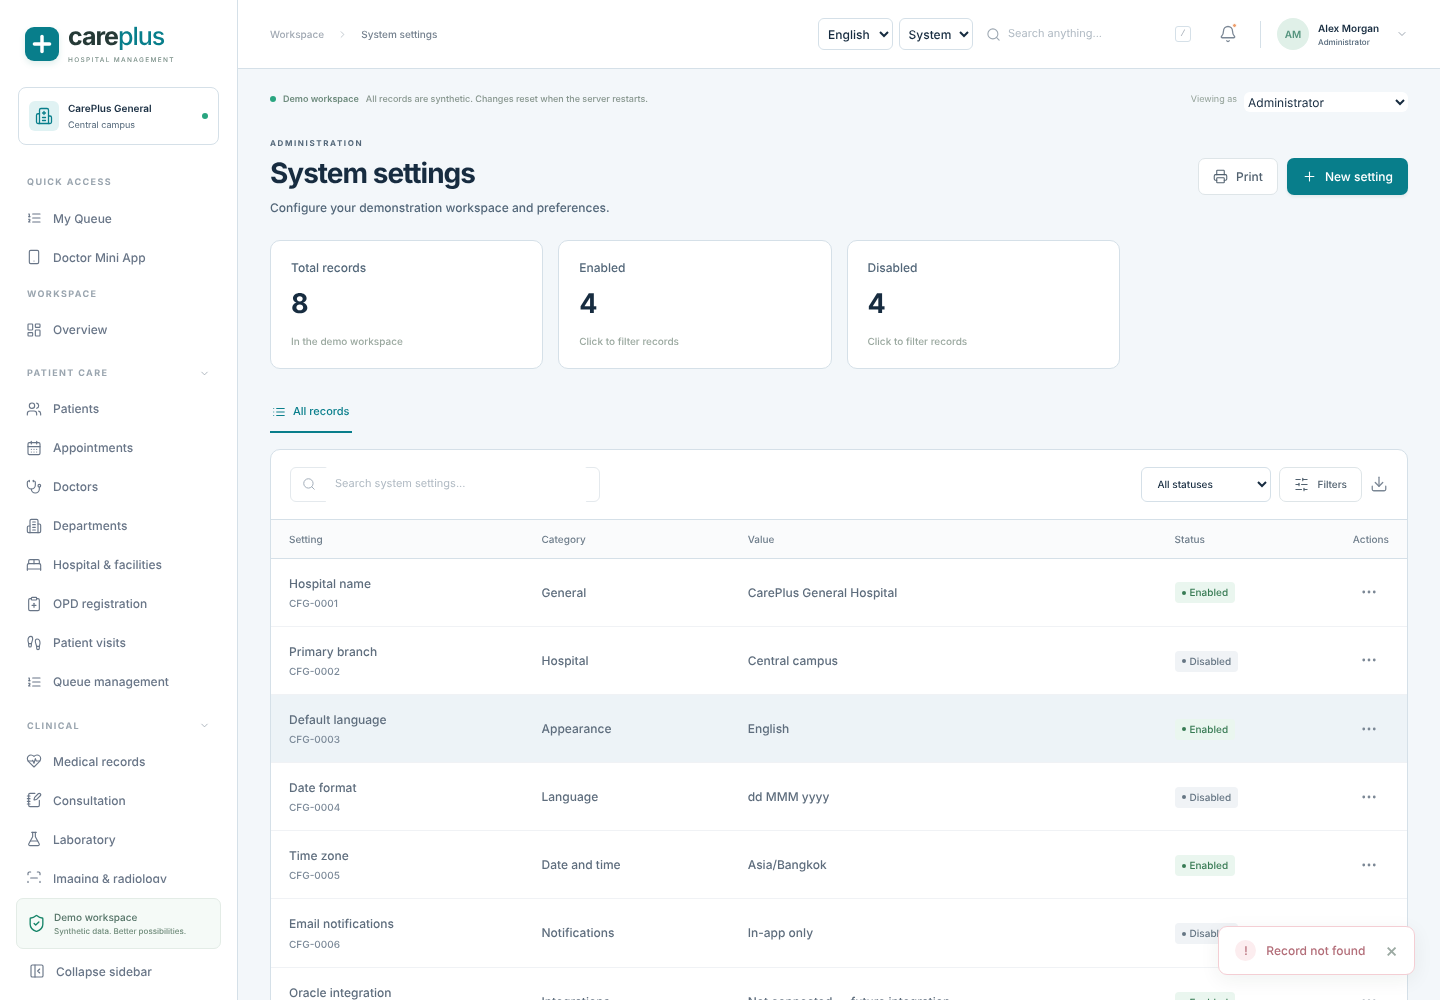 careplus
HOSPITAL MANAGEMENT
CarePlus General
Central campus
QUICK ACCESS
My Queue
Doctor Mini App
WORKSPACE
Overview
PATIENT CARE
Patients
Appointments
Doctors
Departments
Hospital & facilities
OPD registration
Patient visits
Queue management
CLINICAL
Medical records
Consultation
Laboratory
Imaging & radiology
Demo workspace
Synthetic data. Better possibilities.
Collapse sidebar
Workspace System settings
English System Search anything... /
AM Alex Morgan
Administrator
Demo workspace All records are synthetic. Changes reset when the server restarts.
Viewing as Administrator
ADMINISTRATION
System settings
Configure your demonstration workspace and preferences.
Print New setting
Total records
8
In the demo workspace
Enabled
4
Click to filter records
Disabled
4
Click to filter records
All records
Search system settings... All statuses Filters
Setting Category Value Status Actions
Hospital name
CFG-0001
General CarePlus General Hospital Enabled
Primary branch
CFG-0002
Hospital Central campus Disabled
Default language
CFG-0003
Appearance English Enabled
Date format
CFG-0004
Language dd MMM yyyy Disabled
Time zone
CFG-0005
Date and time Asia/Bangkok Enabled
Email notifications
CFG-0006
Notifications In-app only
Oracle integration
Record not found